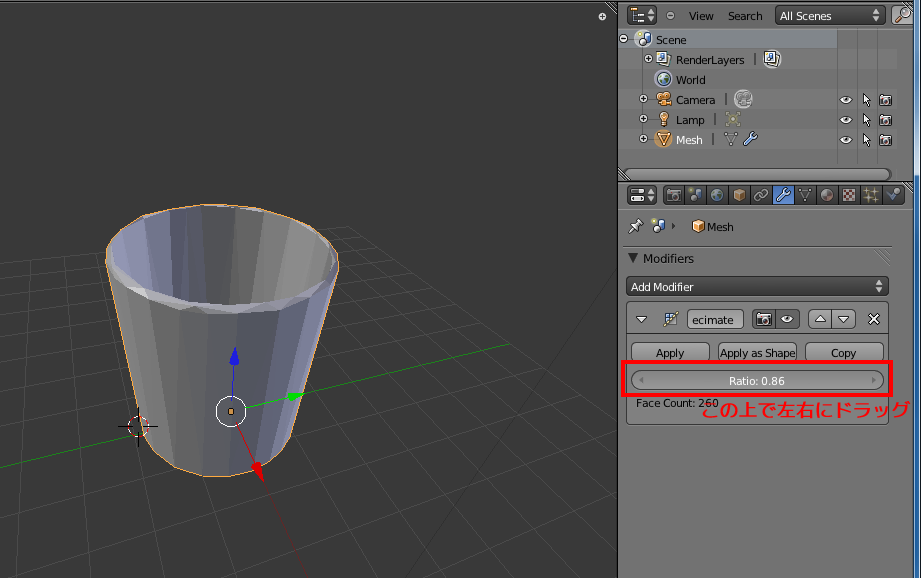 View Search All Scenes
Scene
RenderLayers
World
Camera
Lamp
Mesh
Mesh
Modifiers
Add Modifier
ecimate
Apply Apply as Shape Copy
Ratio: 0.86
Face Count: 260
この上で左右にドラッグ